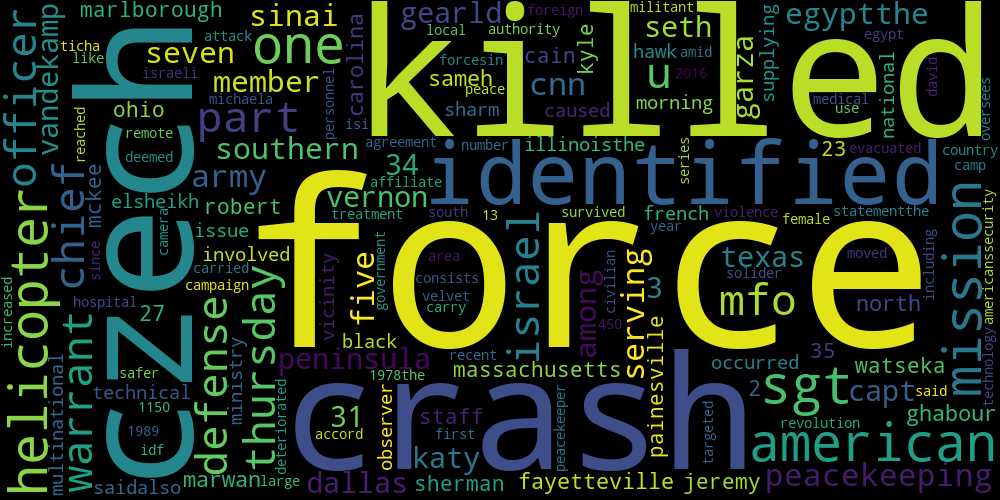 marlborough
sinai
gearld
militant
foreign
local
authority
seth
egyptthe
ticha
like
attack
seven
one
carolina
killed
kyle
hawk
amid
israeli
member
forcesin
cain
egypt
2016
david
officer
vandekamp
ohio
michaela
part
personnel
sameh
peace
cnn
u
garza
supplying
medical
use
national
overseas
reached
remote
deemed
isi
sharm
caused
morning
evacuated
czech
southern
agreement
number
illinoisthe
series
23
country
camp
chief
mckee
army
34
affiliate
identified
helicopter
elsheikh
vernon
robert
treatment
south
13
survived
french
violence
female
statementthe
since
camera
issue
involved
force
year
area
carried
campaign
five
vicinity
government
consists
velvet
carry
israel
among
civilian
serving
texas
solider
moved
including
americanssecurity
mission
hospital
27
thursday
3
mfo
north
increased
warrant
defense
ministry
black
recent
450
peninsula
massachusetts
occurred
35
watseka
technology
multinational
safer
technical
1978the
crash
2
sgt
capt
said
1150
1989
idf
deteriorated
31
accord
observer
staff
first
peacekeeper
painesville
targeted
revolution
ghabour
american
saidalso
marwan
large
dallas
katy
sherman
fayetteville
jeremy
peacekeeping